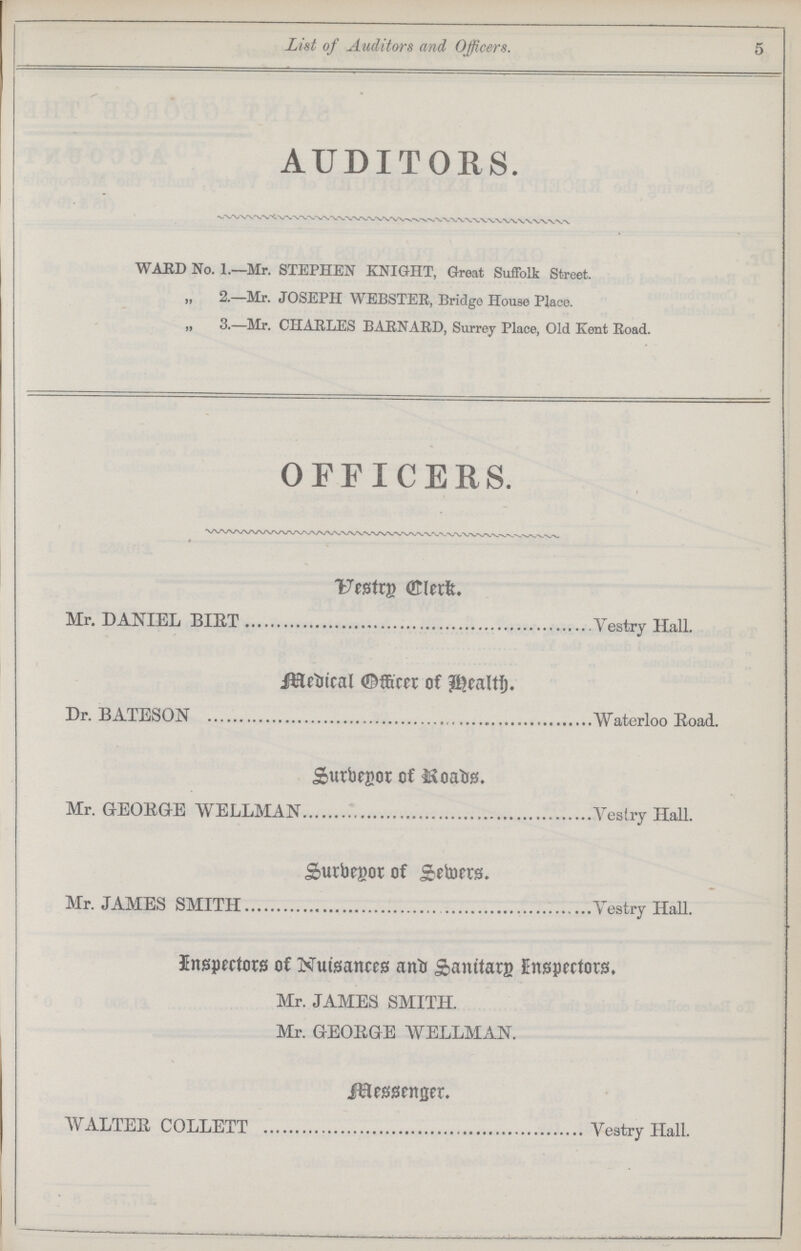 List of Auditors and Officers. 5
AUDITORS.
WARD No. 1.—Mr. STEPHEN KNIGHT, Great Suffolk Street.
„ 2.—Mr. JOSEPH WEBSTER, Bridge House Place.
„ 3.—Mr. CHARLES BARNARD, Surrey Place, Old Kent Road.
OFFICERS.
Vestry Clerk.
Mr. DANIEL BIRT ........ Vestry Hall.
Medical Officer of Health.
Dr. BATESON ........ Waterloo Road.
Surveyor of Roads.
Mr. GEORGE WELLMAN ........ Vestry Hall.
Surveyor of Sewers.
Mr. JAMES SMITH ........ Vestry Hall.
Inspectors of Nuisances and Sanitary Inspectors.
Mr. JAMES SMITH.
Mr. GEORGE WELLMAN.
Messenger.
WALTER COLLETT ........ Vestry Hall.